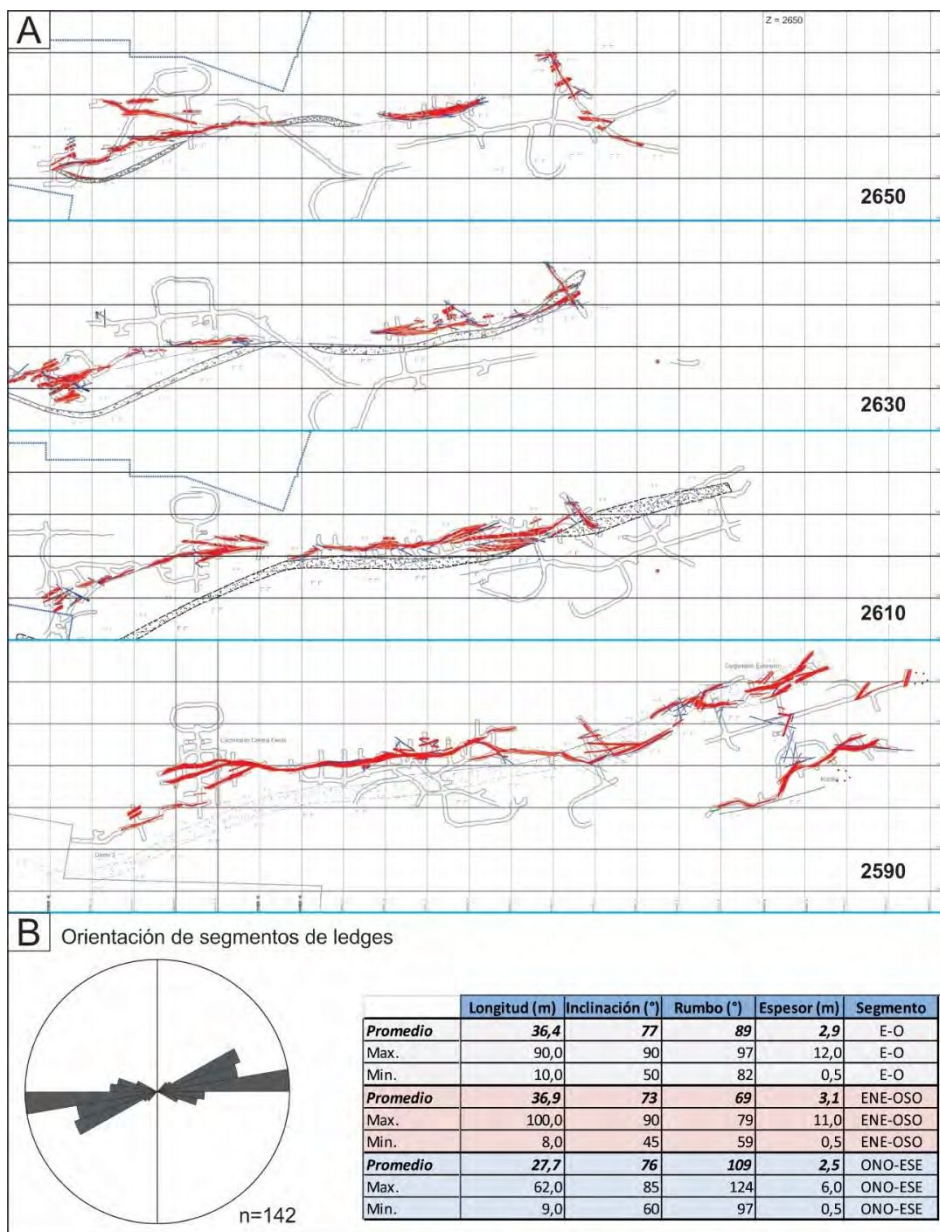 A
Z = 2650
2650
2630
2610
2590
B Orientación de segmentos de ledges
n=142
Longitud (m) Inclinación (°) Rumbo (°) Espesor (m) Segmento
Promedio 36,4 77 89 2,9 E-O
Max. 90,0 90 97 12,0 E-O
Min. 10,0 50 82 0,5 E-O
Promedio 36,9 73 69 3,1 ENE-OSO
Max. 100,0 90 79 11,0 ENE-OSO
Min. 8,0 45 59 0,5 ENE-OSO
Promedio 27,7 76 109 2,5 ONO-ESE
Max. 62,0 85 124 6,0 ONO-ESE
Min. 9,0 60 97 0,5 ONO-ESE